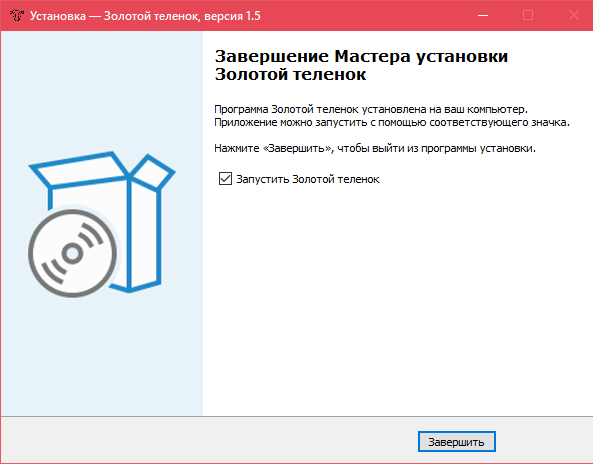 Установка — Золотой теленок, версия 1.5
Завершение Мастера установки
Золотой теленок
Программа Золотой теленок установлена на ваш компьютер.
Приложение можно запустить с помощью соответствующего значка.
Нажмите «Завершить», чтобы выйти из программы установки.
Запустить Золотой теленок
Завершить